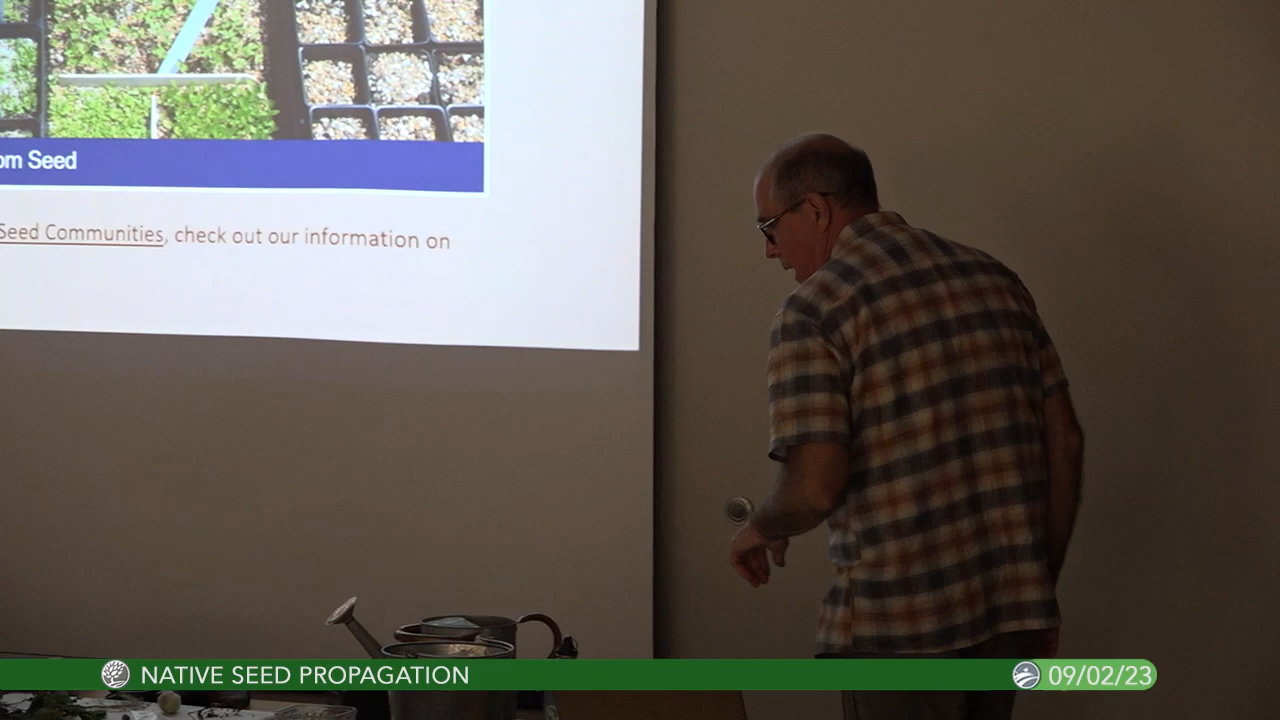 om Seed
Seed Communities, check out our information on
NATIVE SEED PROPAGATION
09/02/23